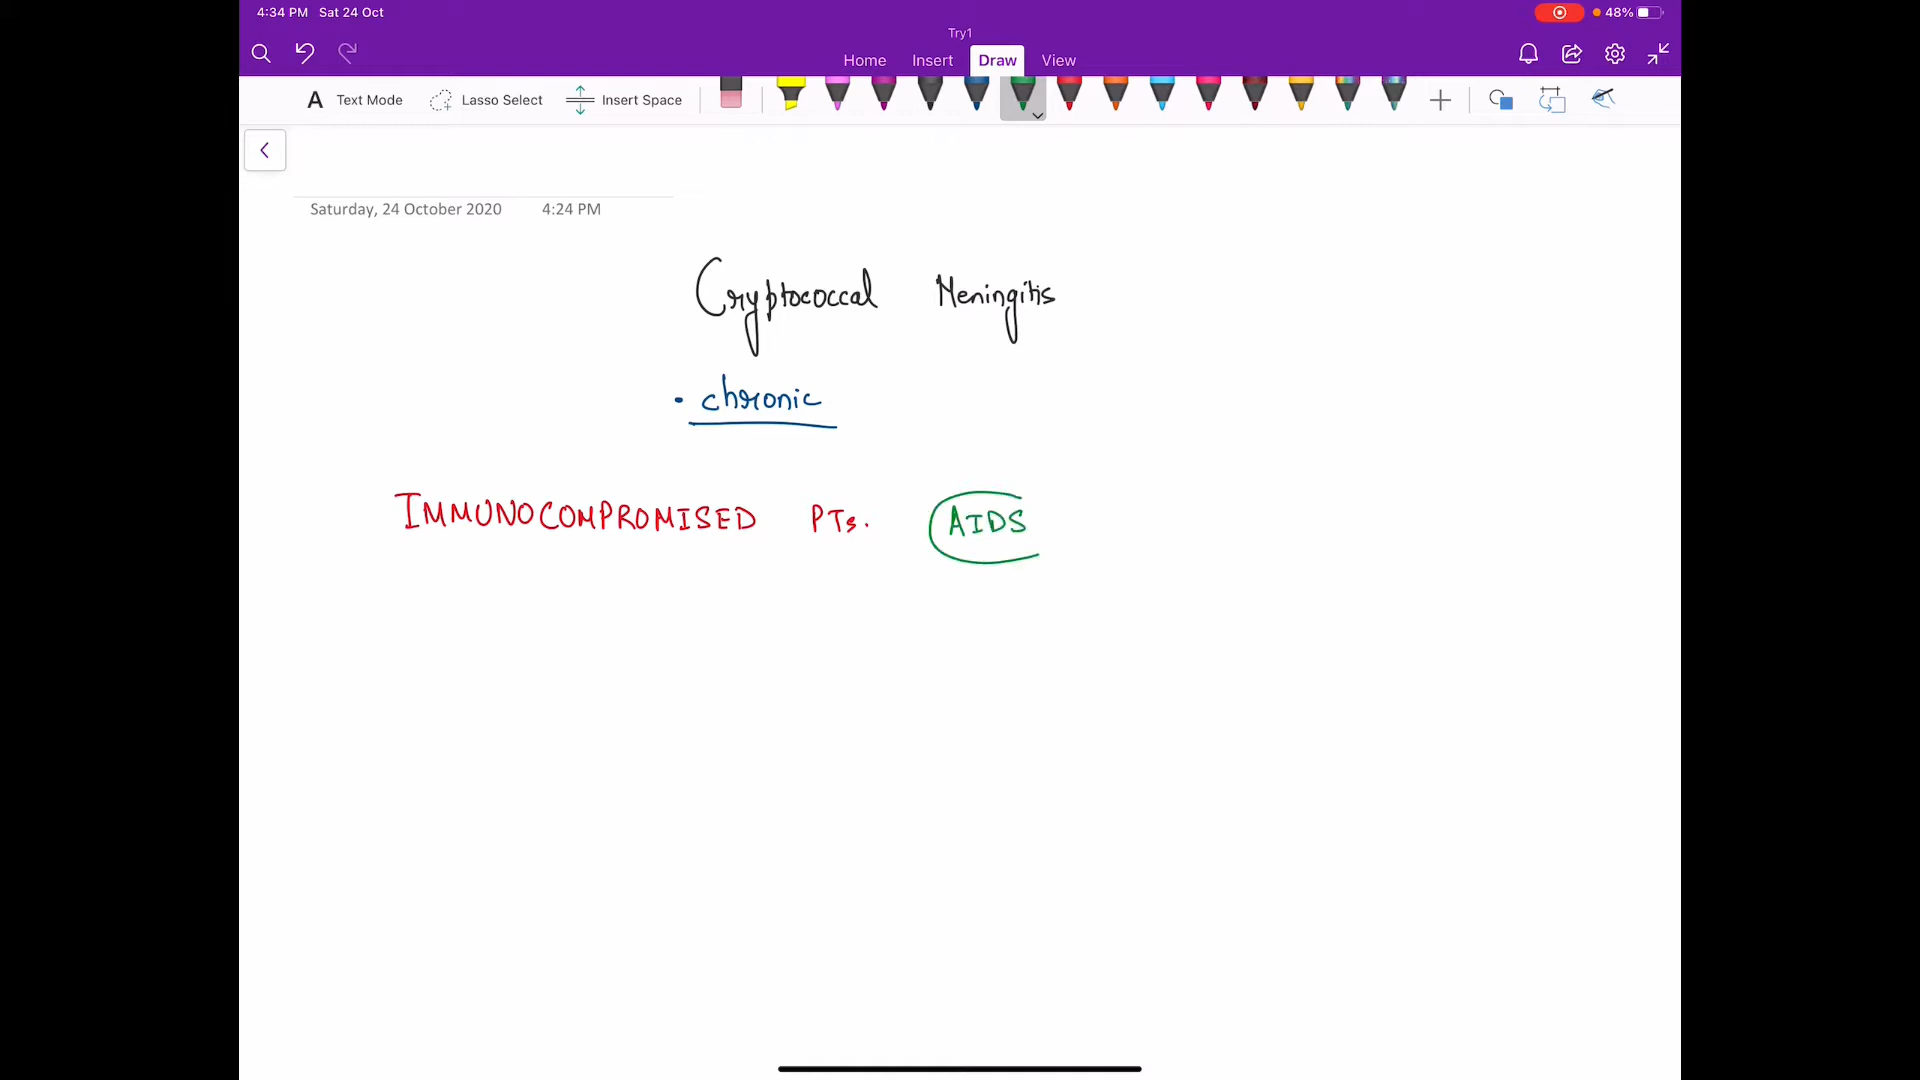 4:34 PM Sat 24 Oct
48%
Try1
Home Insert Draw View
A Text Mode Lasso Select Insert Space
Saturday, 24 October 2020 4:24 PM
Cryptococcal Meningitis
• chronic
IMMUNOCOMPROMISED PTs. AIDS